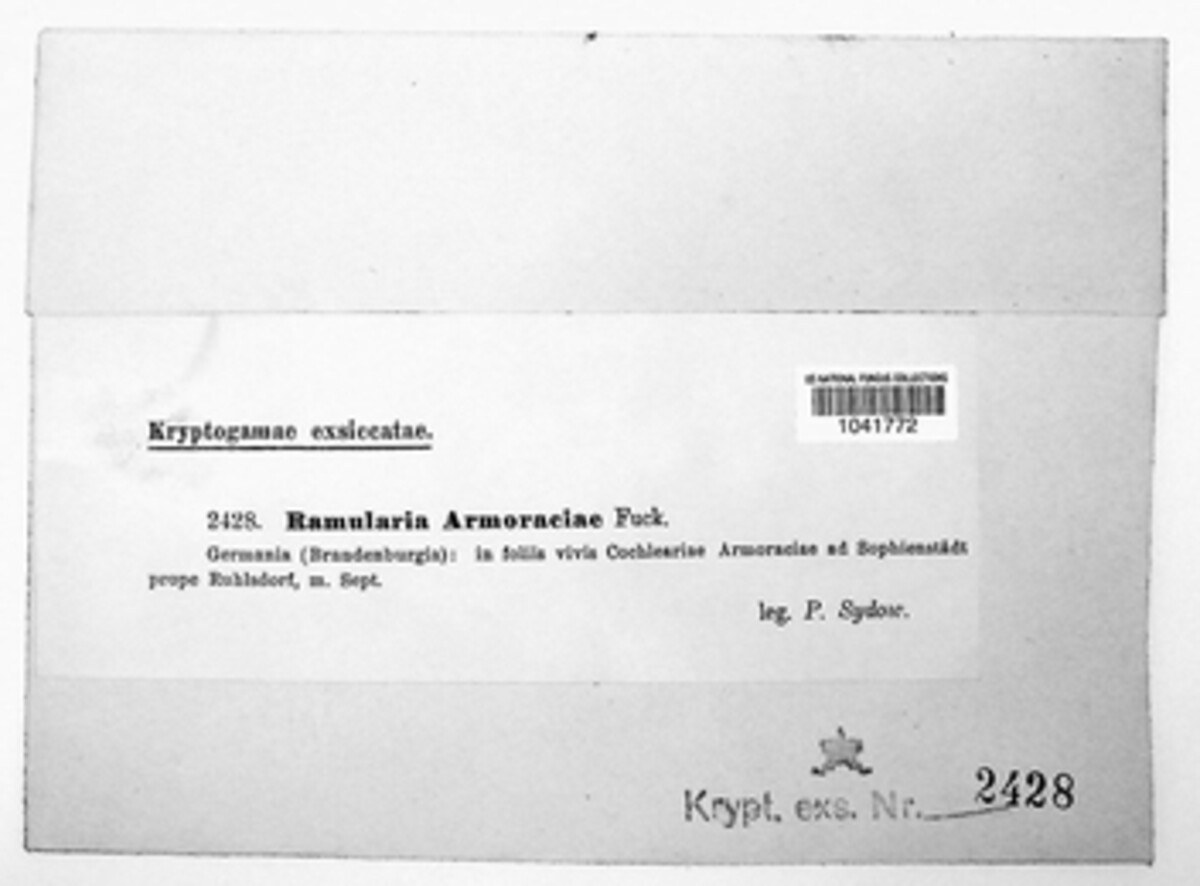 US NATIONAL FUNGUS COLLECTIONS
1041772
Kryptogamae exsiccatae.
2428. Ramularia Armoraciae Fuck.
Germania (Brandenburgia): in foliis vivis Cochleariae Armoraciae ad Sophienstädt
prope Ruhlsdorf, m. Sept.
leg. P. Sydow.
Krypt. exs. Nr. 2428